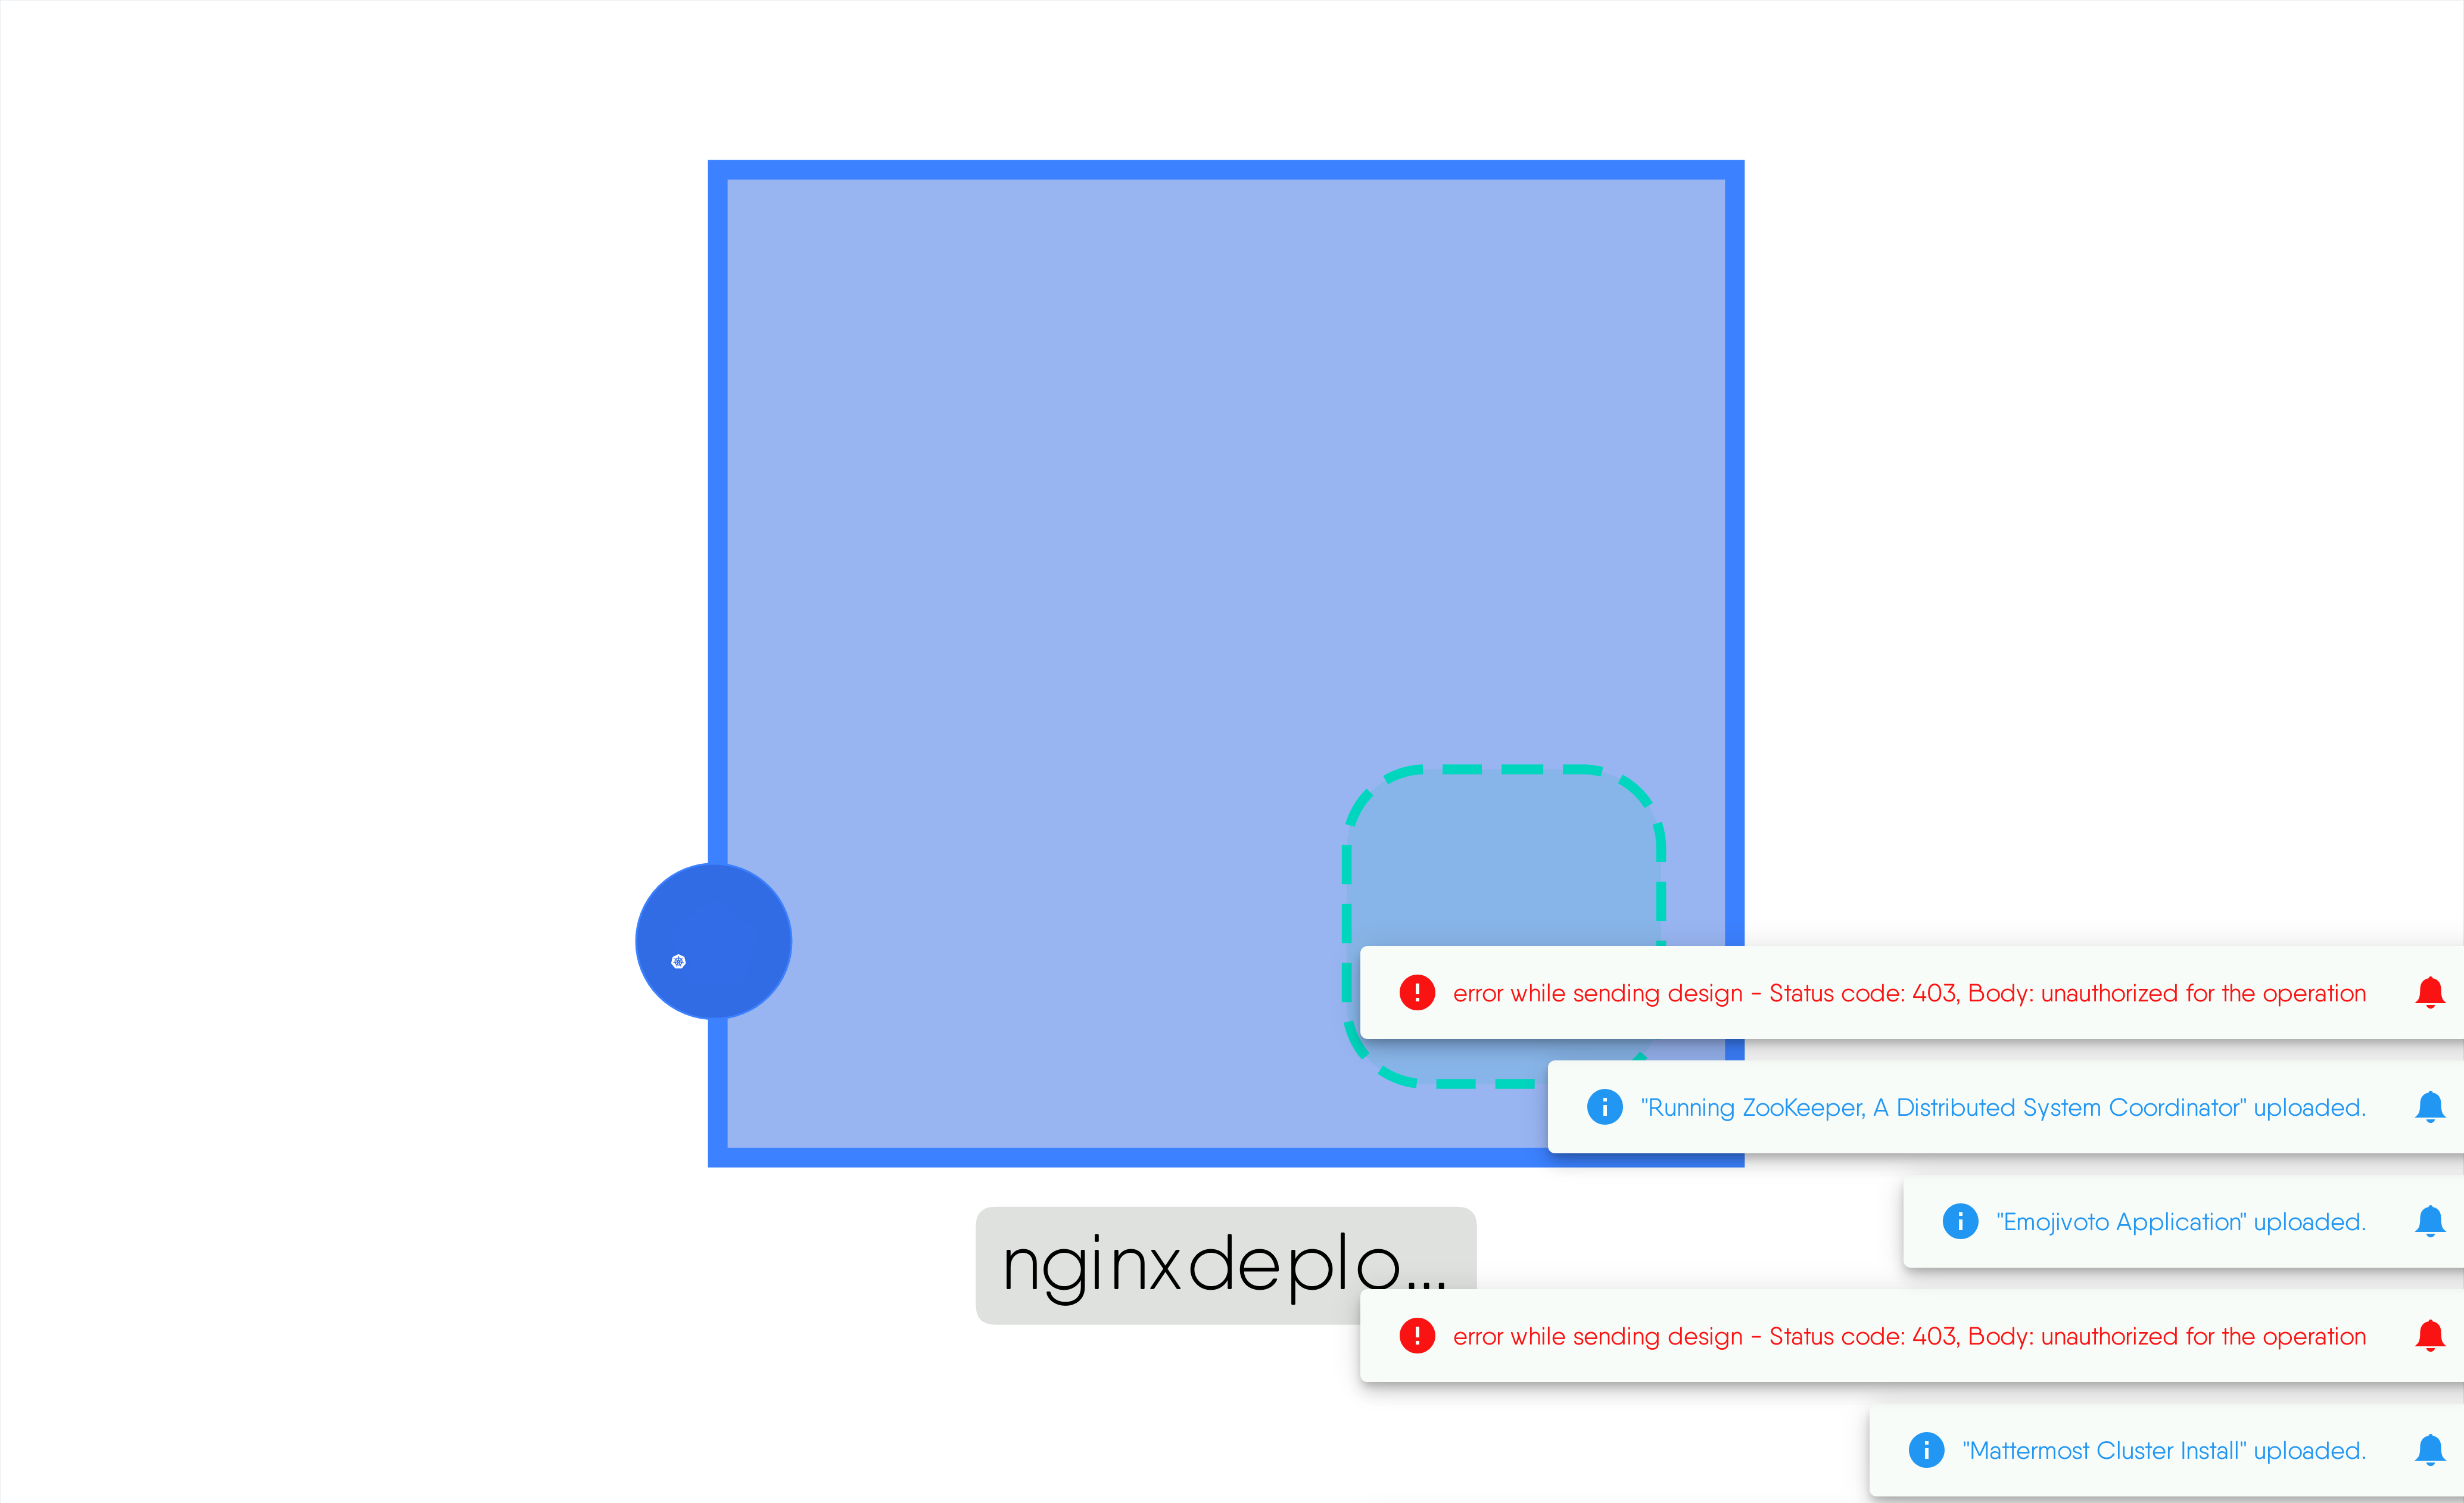 error while sending design - Status code: 403, Body: unauthorized for the operation
"Running ZooKeeper, A Distributed System Coordinator" uploaded.
"Emojivoto Application" uploaded.
nginxdeplo...
error while sending design - Status code: 403, Body: unauthorized for the operation
"Mattermost Cluster Install" uploaded.